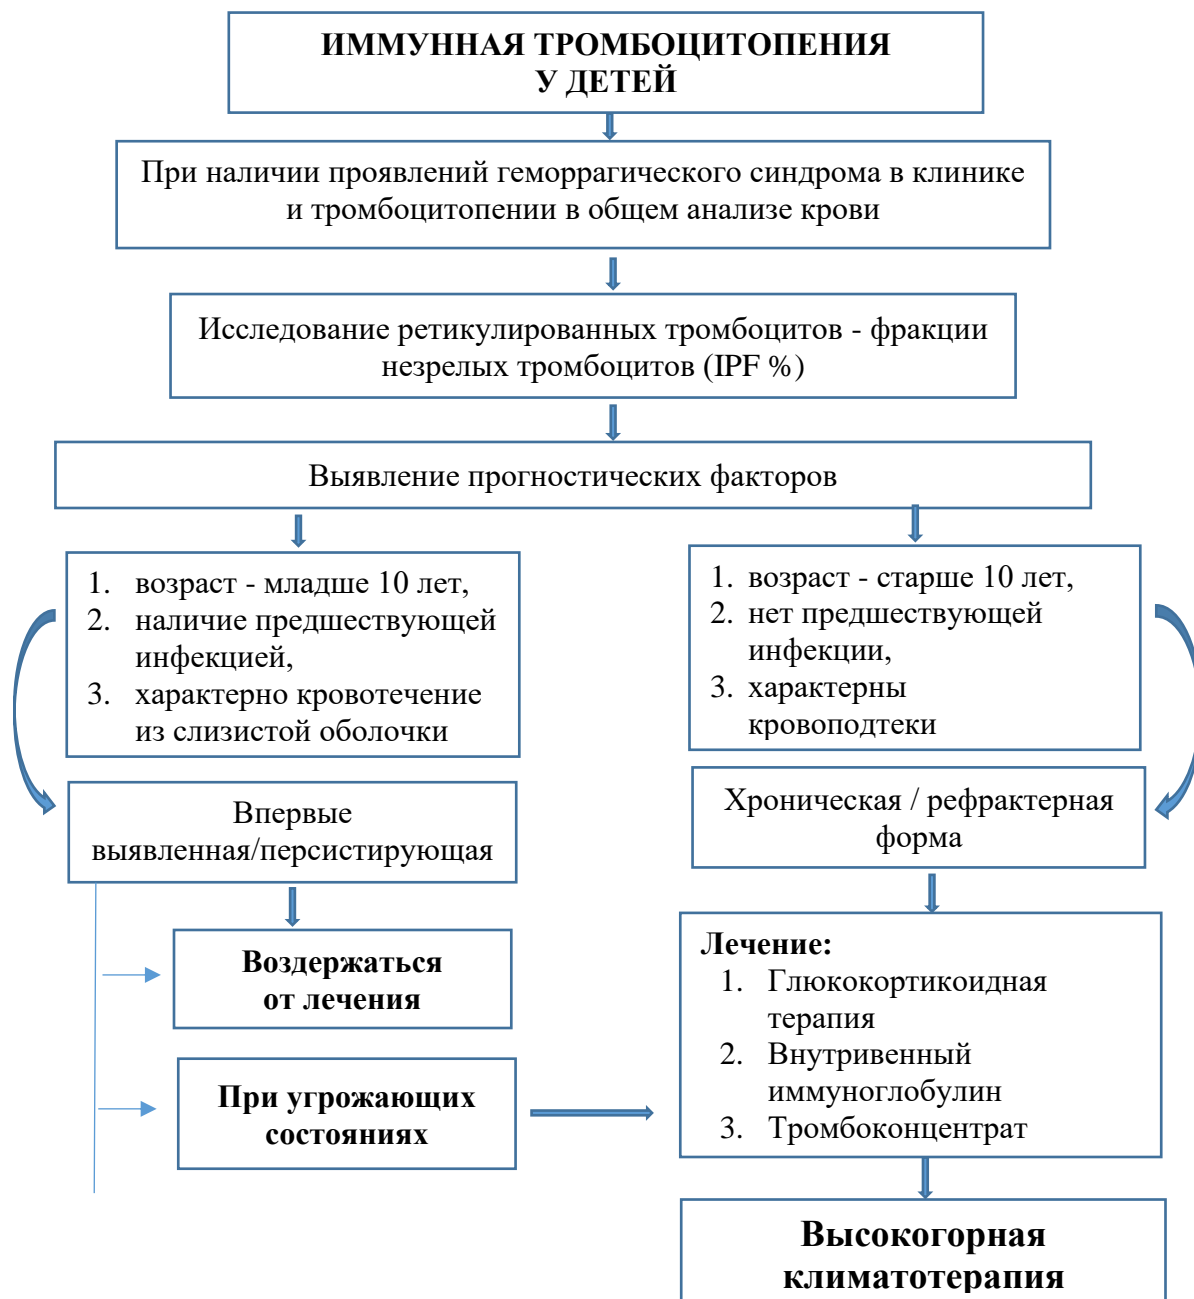 ИММУННАЯ ТРОМБОЦИТОПЕНИЯ
У ДЕТЕЙ
При наличии проявлений геморрагического синдрома в клинике
и тромбоцитопении в общем анализе крови
Исследование ретикулированных тромбоцитов - фракции
незрелых тромбоцитов (IPF %)
Выявление прогностических факторов
1. возраст - младше 10 лет,
2. наличие предшествующей
инфекцией,
3. характерно кровотечение
из слизистой оболочки
1. возраст - старше 10 лет,
2. нет предшествующей
инфекции,
3. характерны
кровоподтеки
Впервые
выявленная/персистирующая
Хроническая / рефрактерная
форма
Воздержаться
от лечения
При угрожающих
состояниях
Лечение:
1. Глюкокортикоидная
терапия
2. Внутривенный
иммуноглобулин
3. Тромбоконцентрат
Высокогорная
климатотерапия